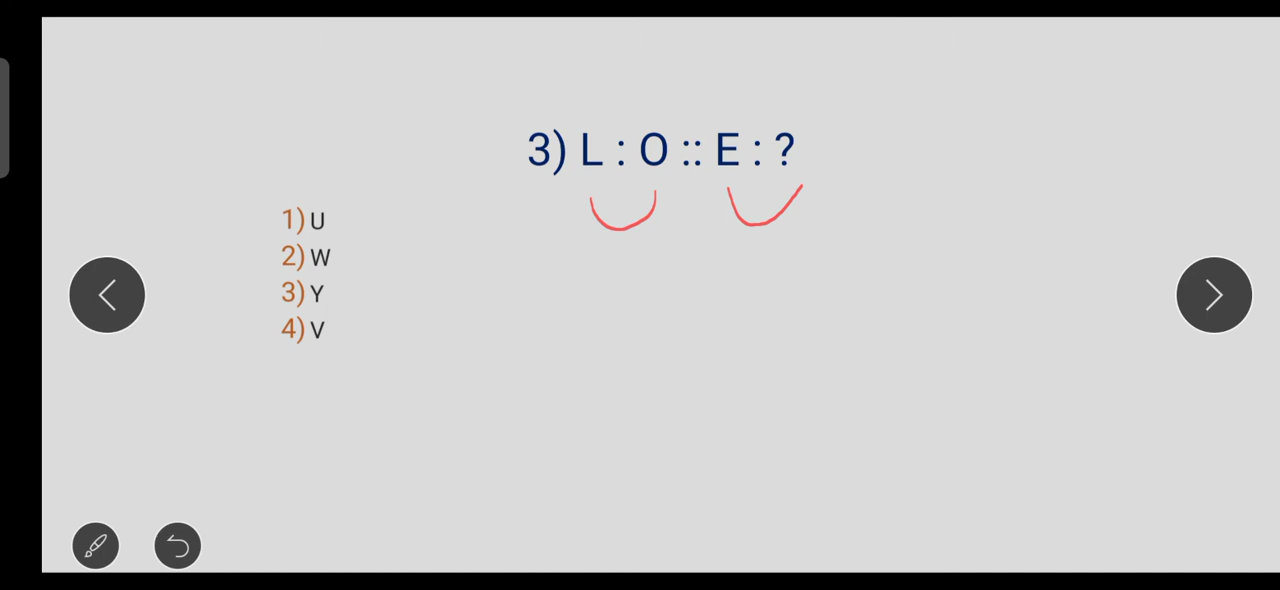 3) L : O :: E : ?
1) U
2) W
3) Y
4) V